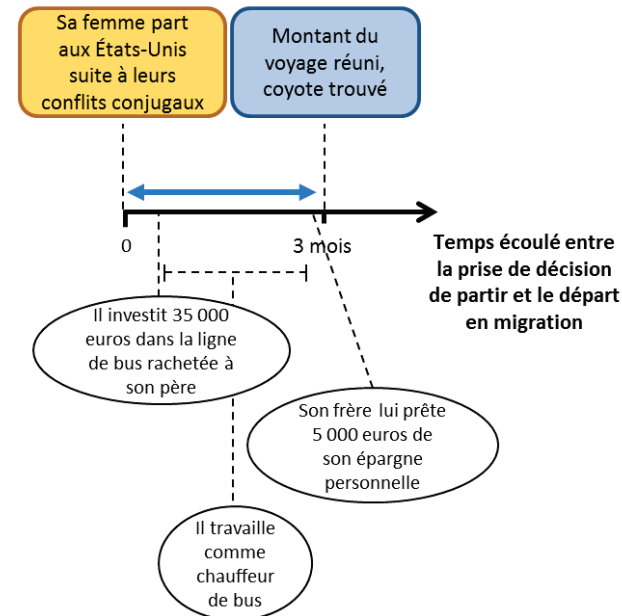 Sa femme part
aux États-Unis
suite à leurs
conflits conjugaux
Montant du
voyage réuni,
coyote trouvé
0
3 mois
Temps écoulé entre
la prise de décision
de partir et le départ
en migration
Il investit 35 000
euros dans la ligne
de bus rachetée à
son père
Son frère lui prête
5 000 euros de
son épargne
personnelle
Il travaille
comme
chauffeur
de bus